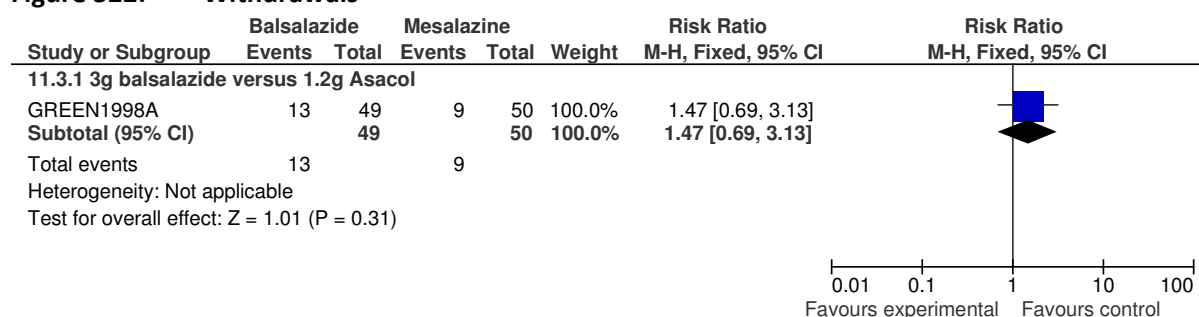 Balsalazide Mesalazine Risk Ratio Risk Ratio
Study or Subgroup Events Total Events Total Weight M-H, Fixed, 95% CI M-H, Fixed, 95% CI
11.3.1 3g balsalazide versus 1.2g Asacol
GREEN1998A 13 49 9 50 100.0% 1.47 [0.69, 3.13]
Subtotal (95% CI) 49 50 100.0% 1.47 [0.69, 3.13]
Total events 13 9
Heterogeneity: Not applicable
Test for overall effect: Z = 1.01 (P = 0.31)
0.01 0.1 1 10 100
Favours experimental Favours control